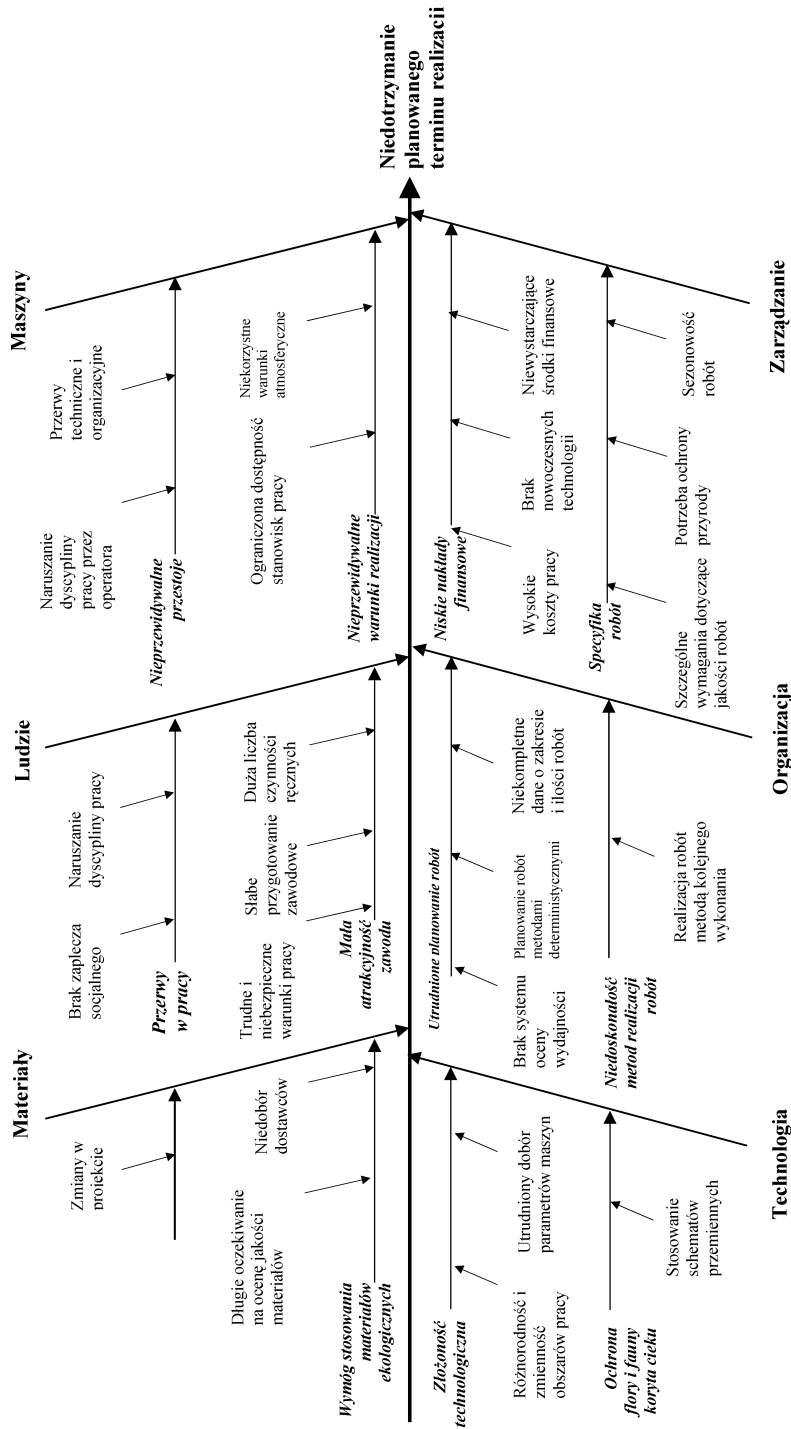 Materiały
Zmiany w
projekcie
Długie oczekiwanie
na ocenę jakości
materiałów
Niedobór
dostawców
Wymóg stosowania
materiałów
ekologicznych
Ludzie
Brak zaplecza
socjalnego
Naruszanie
dyscypliny pracy
Przerwy
w pracy
Trudne i
niebezpieczne
warunki pracy
Słabe
przygotowanie
zawodowe
Duża liczba
czynności
ręcznych
Mała
atrakcyjność
zawodu
Maszyny
Naruszanie
dyscypliny
pracy przez
operatora
Przerwy
techniczne i
organizacyjne
Nieprzewidywalne
przestoje
Ograniczona dostępność
stanowisk pracy
Niekorzystne
warunki
atmosferyczne
Nieprzewidywalne
warunki realizacji
Niedotrzymanie
planowanego
terminu realizacji
Złożoność
technologiczna
Różnorodność i
zmienność
obszarów pracy
Utrudniony dobór
parametrów maszyn
Ochrona
flory i fauny
koryta cieku
Stosowanie
schematów
przemiennych
Technologia
Utrudnione planowanie robót
Brak systemu
oceny
wydajności
Planowanie robót
metodami
deterministycznymi
Niekompletne
dane o zakresie
i ilości robót
Niedoskonałość
metod realizacji
robót
Realizacja robót
metodą kolejnego
wykonania
Organizacja
Niskie nakłady
finansowe
Wysokie
koszty pracy
Brak
nowoczesnych
technologii
Niewystarczające
środki finansowe
Specyfika
robót
Szczególne
wymagania dotyczące
jakości robót
Potrzeba ochrony
przyrody
Sezonowość
robót
Zarządzanie